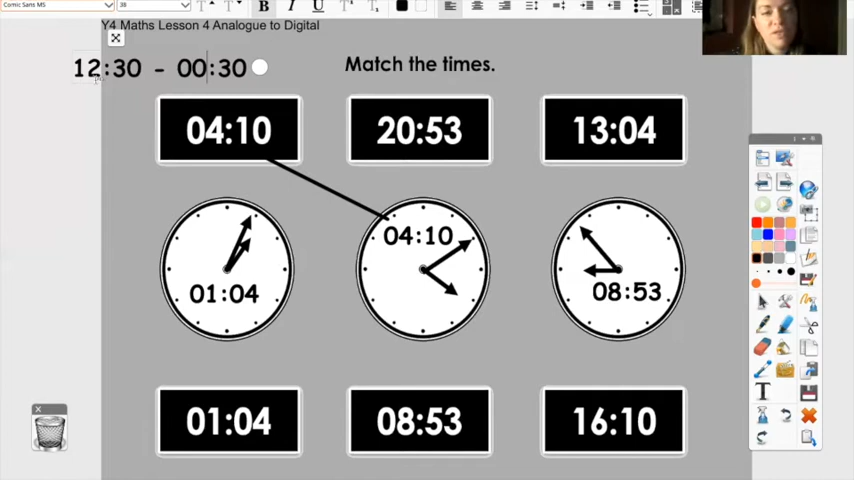 Comic Sans MS
38
B I U
Y4 Maths Lesson 4 Analogue to Digital
12:30 - 00:30
Match the times.
04:10 20:53 13:04
01:04 04:10 08:53
01:04 08:53 16:10
T